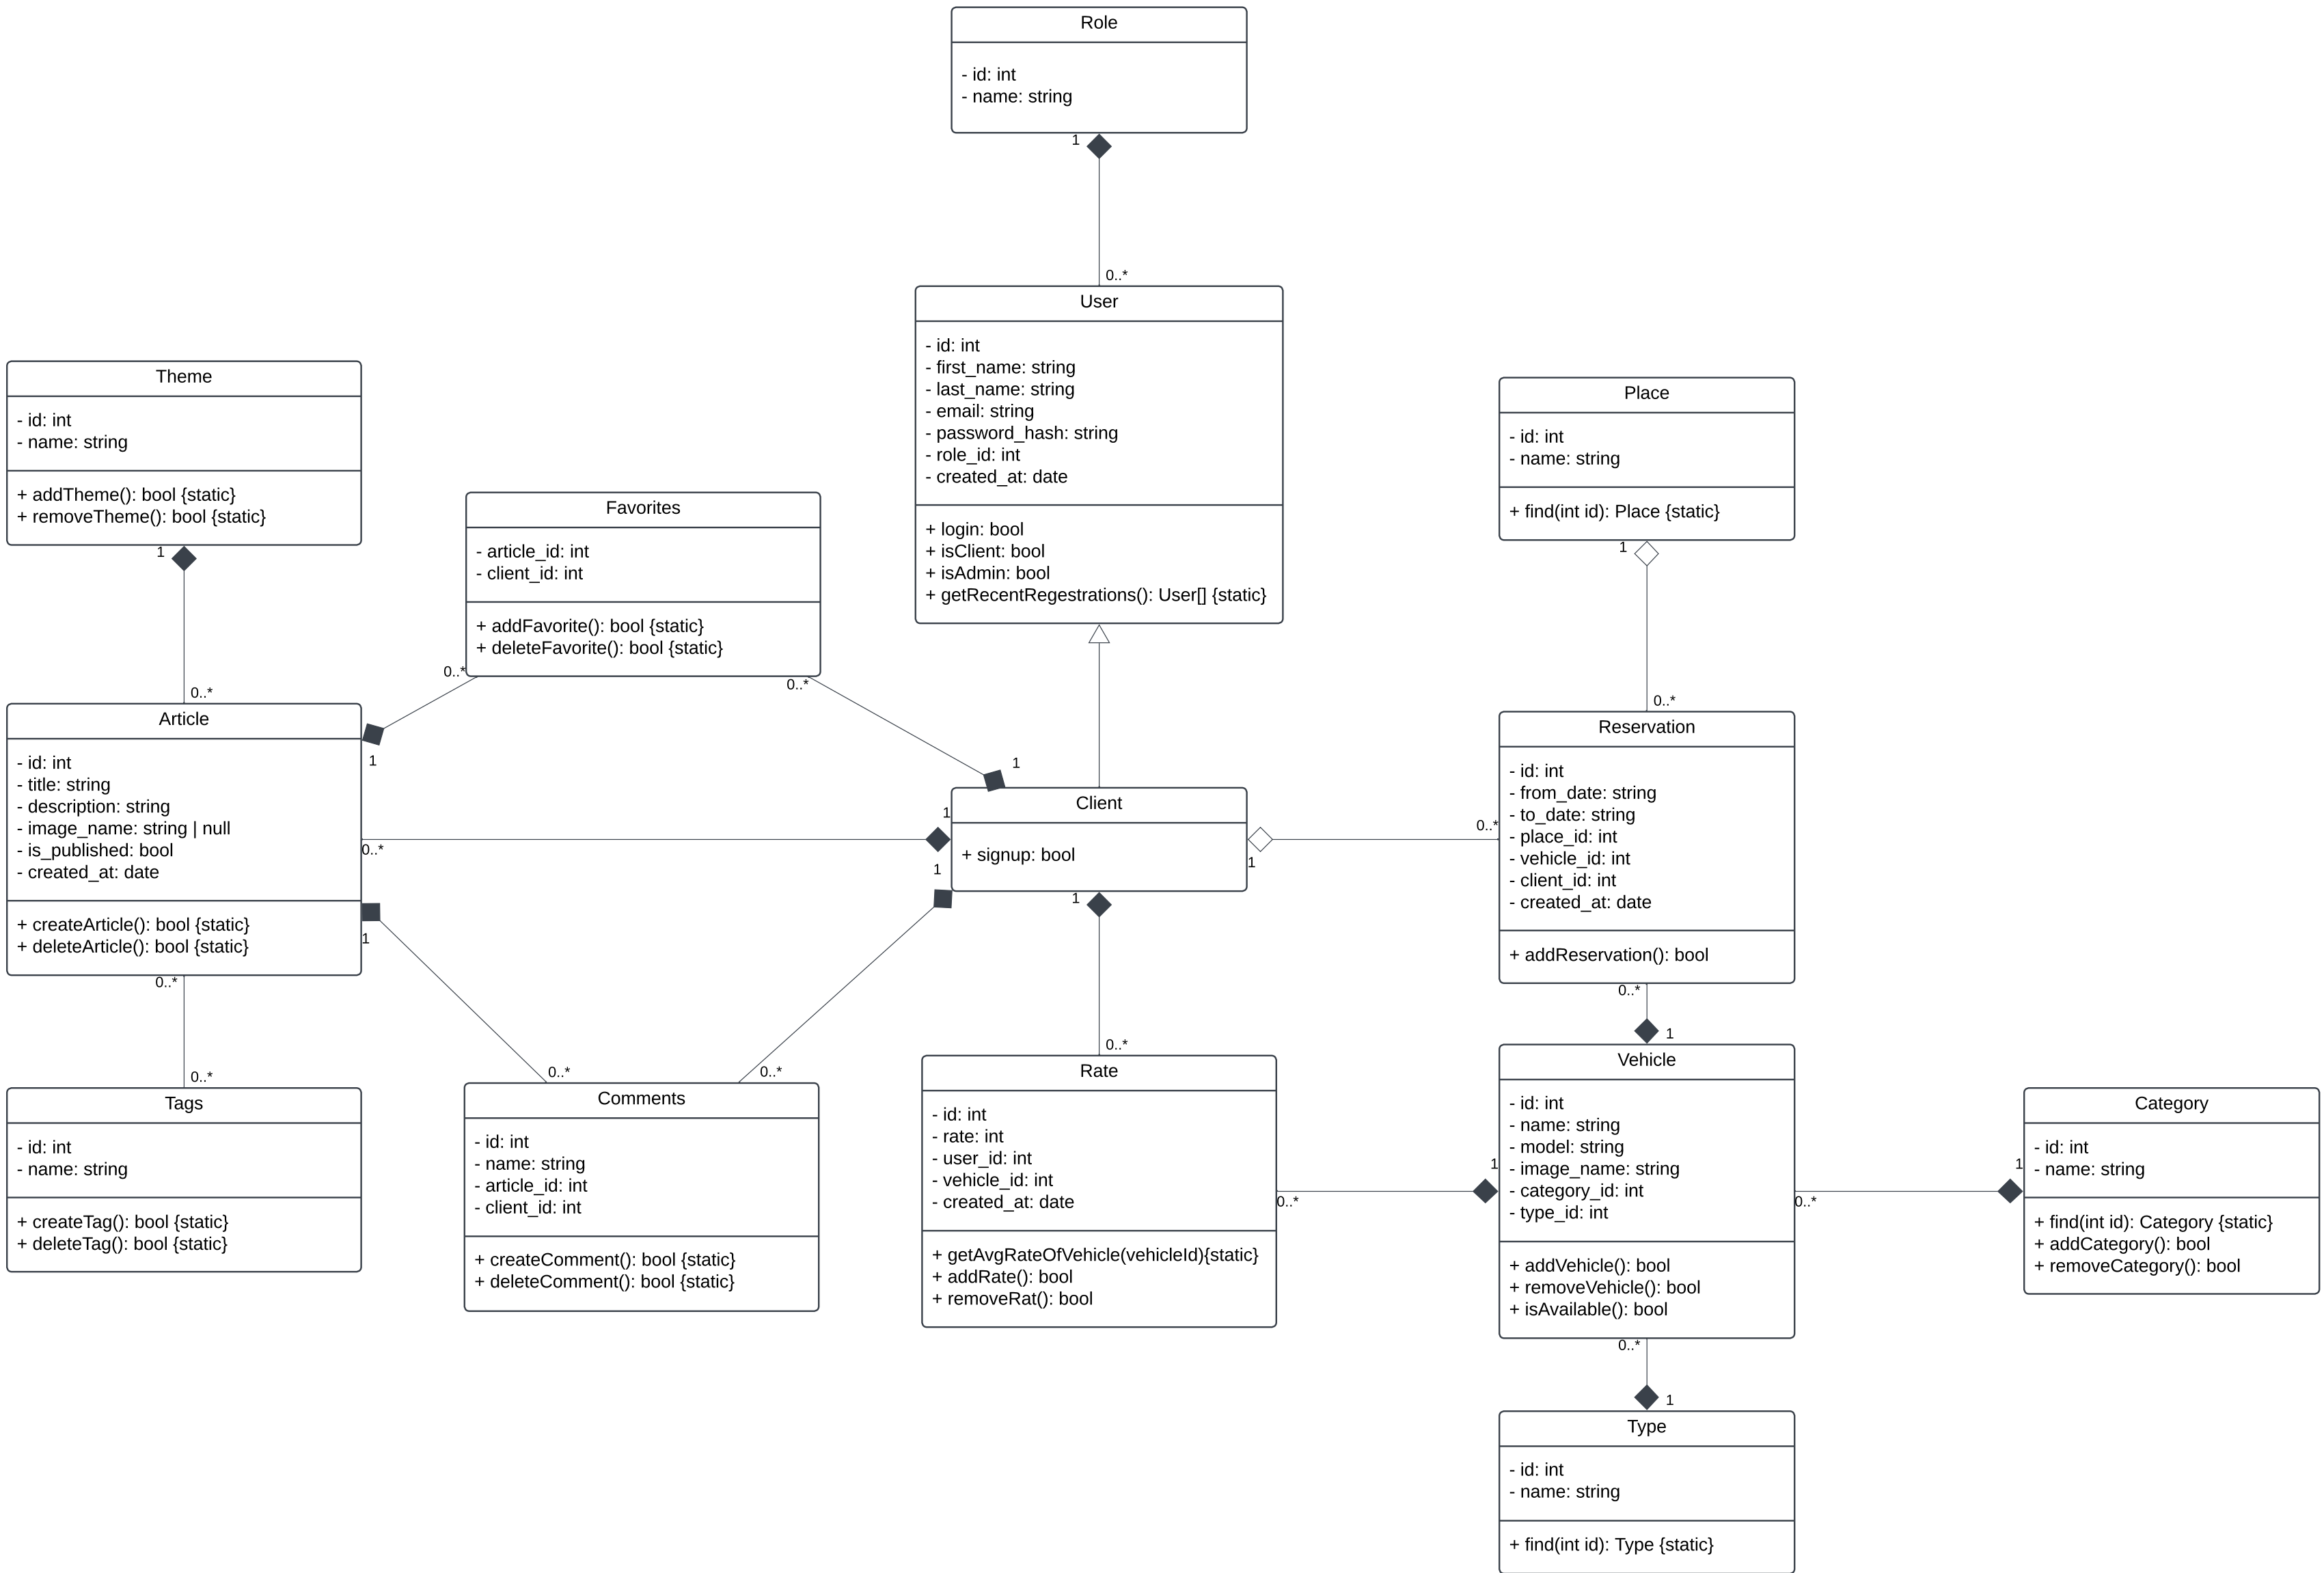 Role
- id: int
- name: string
1
0..*
User
- id: int
- first_name: string
- last_name: string
- email: string
- password_hash: string
- role_id: int
- created_at: date
+ login: bool
+ isClient: bool
+ isAdmin: bool
+ getRecentRegestrations(): User[] {static}
Theme
- id: int
- name: string
+ addTheme(): bool {static}
+ removeTheme(): bool {static}
1
0..*
Favorites
- article_id: int
- client_id: int
+ addFavorite(): bool {static}
+ deleteFavorite(): bool {static}
0..*
0..*
1
1
Place
- id: int
- name: string
+ find(int id): Place {static}
1
0..*
Article
- id: int
- title: string
- description: string
- image_name: string | null
- is_published: bool
- created_at: date
+ createArticle(): bool {static}
+ deleteArticle(): bool {static}
0..*
1
1
0..*
0..*
Client
+ signup: bool
1
1
1
0..*
0..*
Reservation
- id: int
- from_date: string
- to_date: string
- place_id: int
- vehicle_id: int
- client_id: int
- created_at: date
+ addReservation(): bool
0..*
1
Tags
- id: int
- name: string
+ createTag(): bool {static}
+ deleteTag(): bool {static}
0..*
0..*
Comments
- id: int
- name: string
- article_id: int
- client_id: int
+ createComment(): bool {static}
+ deleteComment(): bool {static}
Rate
- id: int
- rate: int
- user_id: int
- vehicle_id: int
- created_at: date
+ getAvgRateOfVehicle(vehicleId){static}
+ addRate(): bool
+ removeRat(): bool
0..*
1
Vehicle
- id: int
- name: string
- model: string
- image_name: string
- category_id: int
- type_id: int
+ addVehicle(): bool
+ removeVehicle(): bool
+ isAvailable(): bool
0..*
1
Category
- id: int
- name: string
+ find(int id): Category {static}
+ addCategory(): bool
+ removeCategory(): bool
0..*
1
Type
- id: int
- name: string
+ find(int id): Type {static}